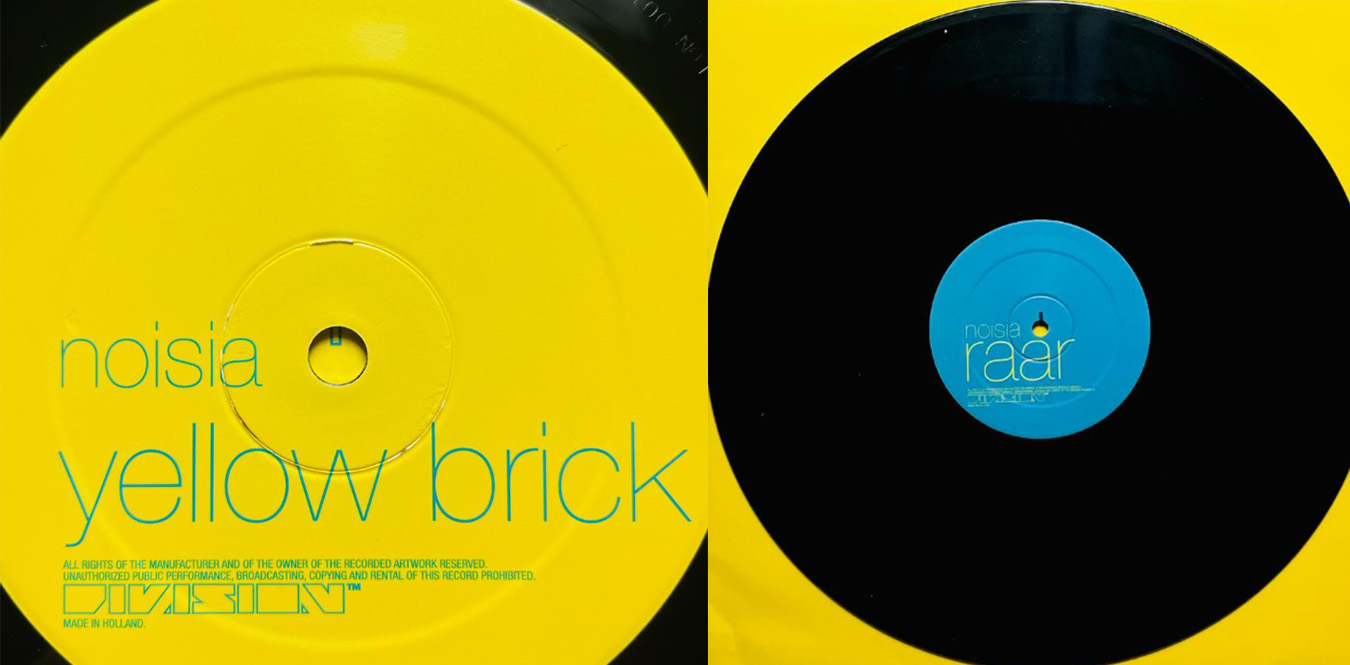 noisia
yellow brick
ALL RIGHTS OF THE MANUFACTURER AND OF THE OWNER OF THE RECORDED ARTWORK RESERVED.
UNAUTHORIZED PUBLIC PERFORMANCE, BROADCASTING, COPYING AND RENTAL OF THIS RECORD PROHIBITED.
DIVISION™
MADE IN HOLLAND.
noisia
raar
DIVISION™